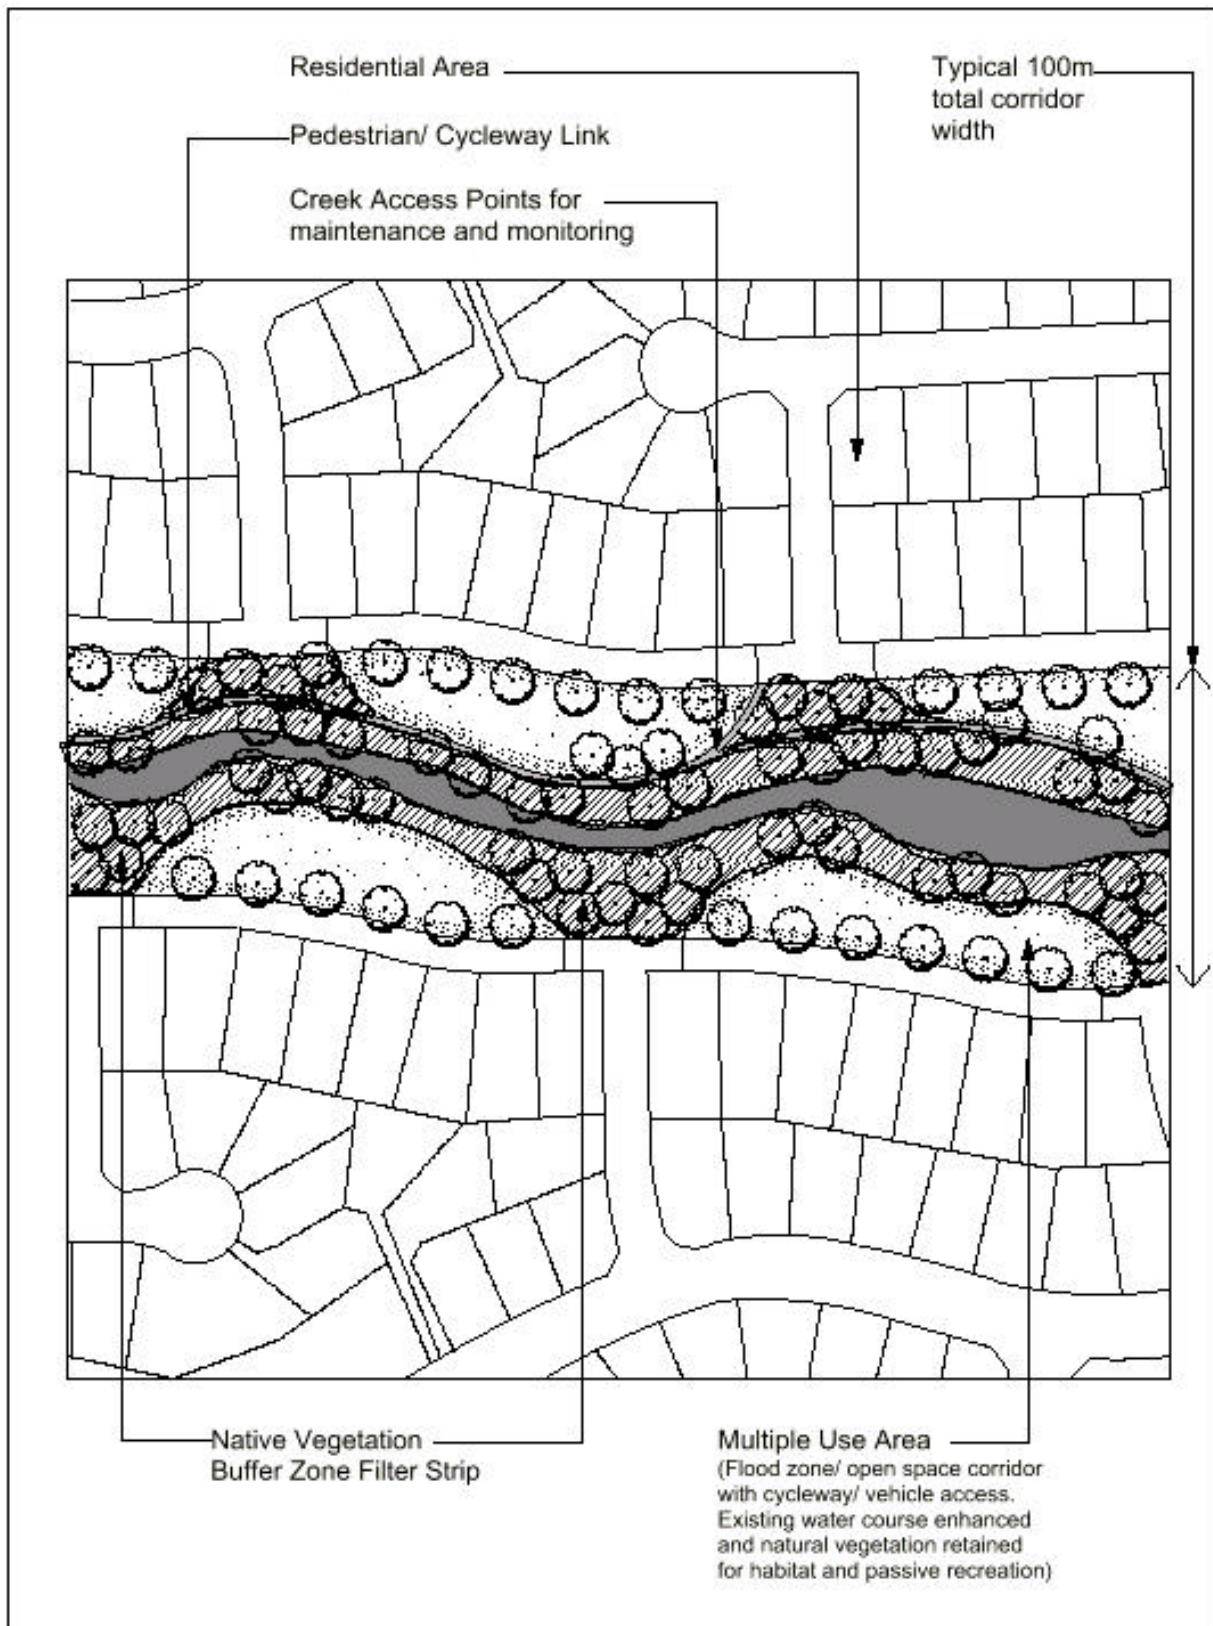 Residential Area
Typical 100m
total corridor
width
Pedestrian/ Cycleway Link
Creek Access Points for
maintenance and monitoring
Native Vegetation
Buffer Zone Filter Strip
Multiple Use Area
(Flood zone/ open space corridor
with cycleway/ vehicle access.
Existing water course enhanced
and natural vegetation retained
for habitat and passive recreation)